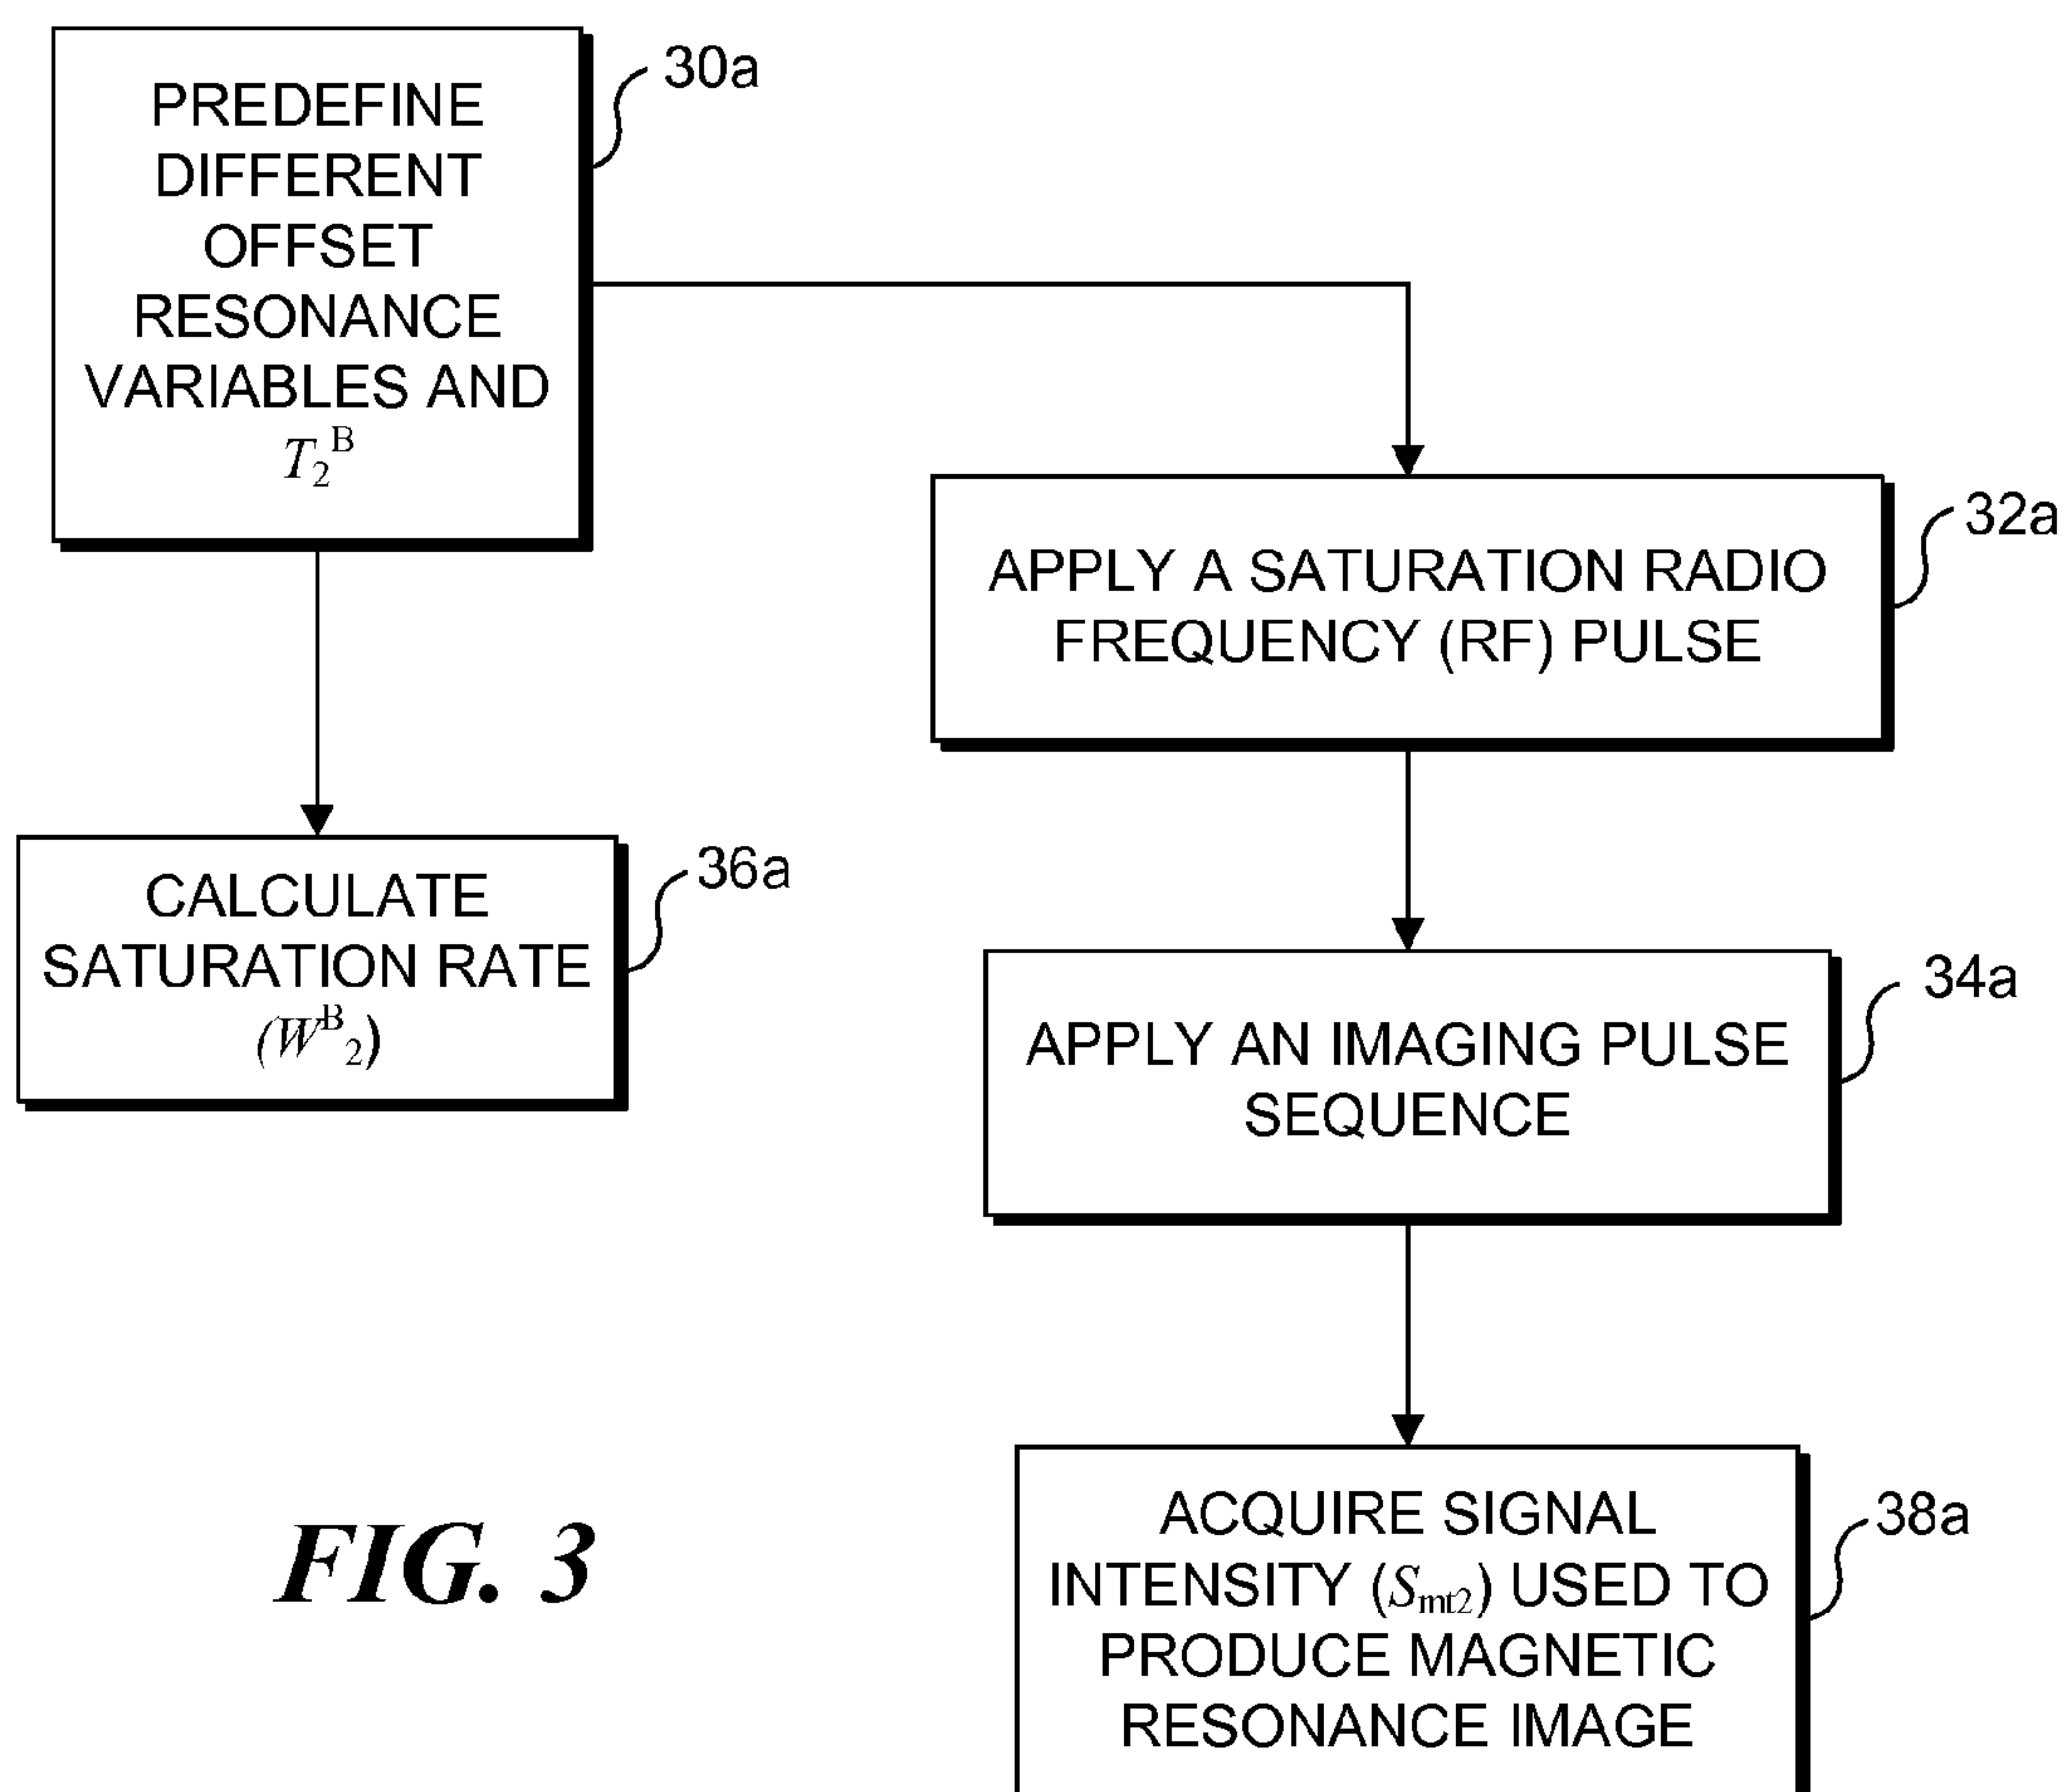 PREDEFINE
DIFFERENT
OFFSET
RESONANCE
VARIABLES AND
T₂ᴮ
30a
APPLY A SATURATION RADIO
FREQUENCY (RF) PULSE
32a
CALCULATE
SATURATION RATE
(Wᴮ₂)
36a
APPLY AN IMAGING PULSE
SEQUENCE
34a
ACQUIRE SIGNAL
INTENSITY (Smt2) USED TO
PRODUCE MAGNETIC
RESONANCE IMAGE
38a
FIG. 3